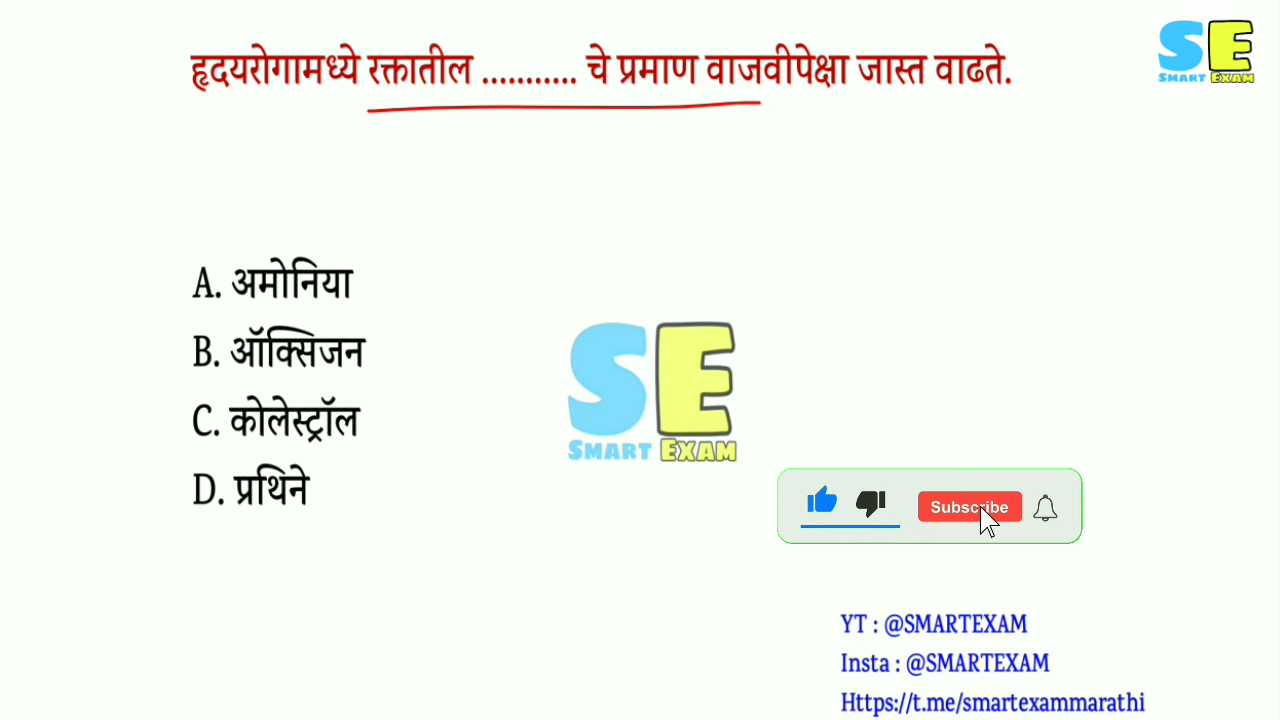 हृदयरोगामध्ये रक्तातील ........... चे प्रमाण वाजवीपेक्षा जास्त वाढते.
SE
SMART EXAM
A. अमोनिया
B. ऑक्सिजन
C. कोलेस्ट्रॉल
D. प्रथिने
SE
SMART EXAM
Subscribe
YT : @SMARTEXAM
Insta : @SMARTEXAM
Https://t.me/smartexammarathi